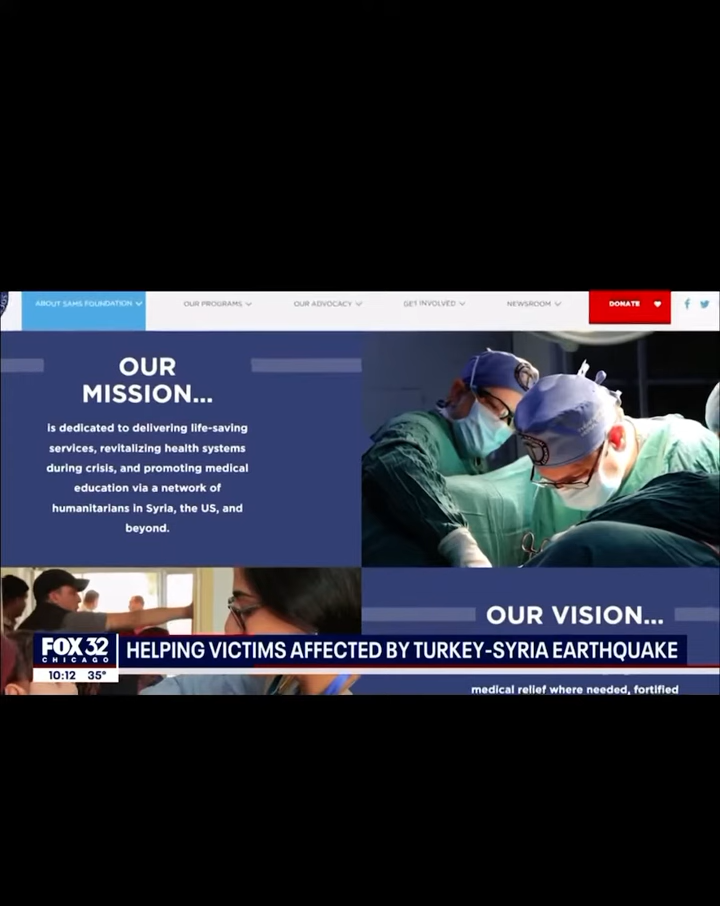 ABOUT SAMS FOUNDATION
OUR PROGRAMS
OUR ADVOCACY
GET INVOLVED
NEWSROOM
DONATE
OUR
MISSION...
is dedicated to delivering life-saving
services, revitalizing health systems
during crisis, and promoting medical
education via a network of
humanitarians in Syria, the US, and
beyond.
OUR VISION...
FOX 32
CHICAGO
HELPING VICTIMS AFFECTED BY TURKEY-SYRIA EARTHQUAKE
10:12 35°
medical relief where needed, fortified